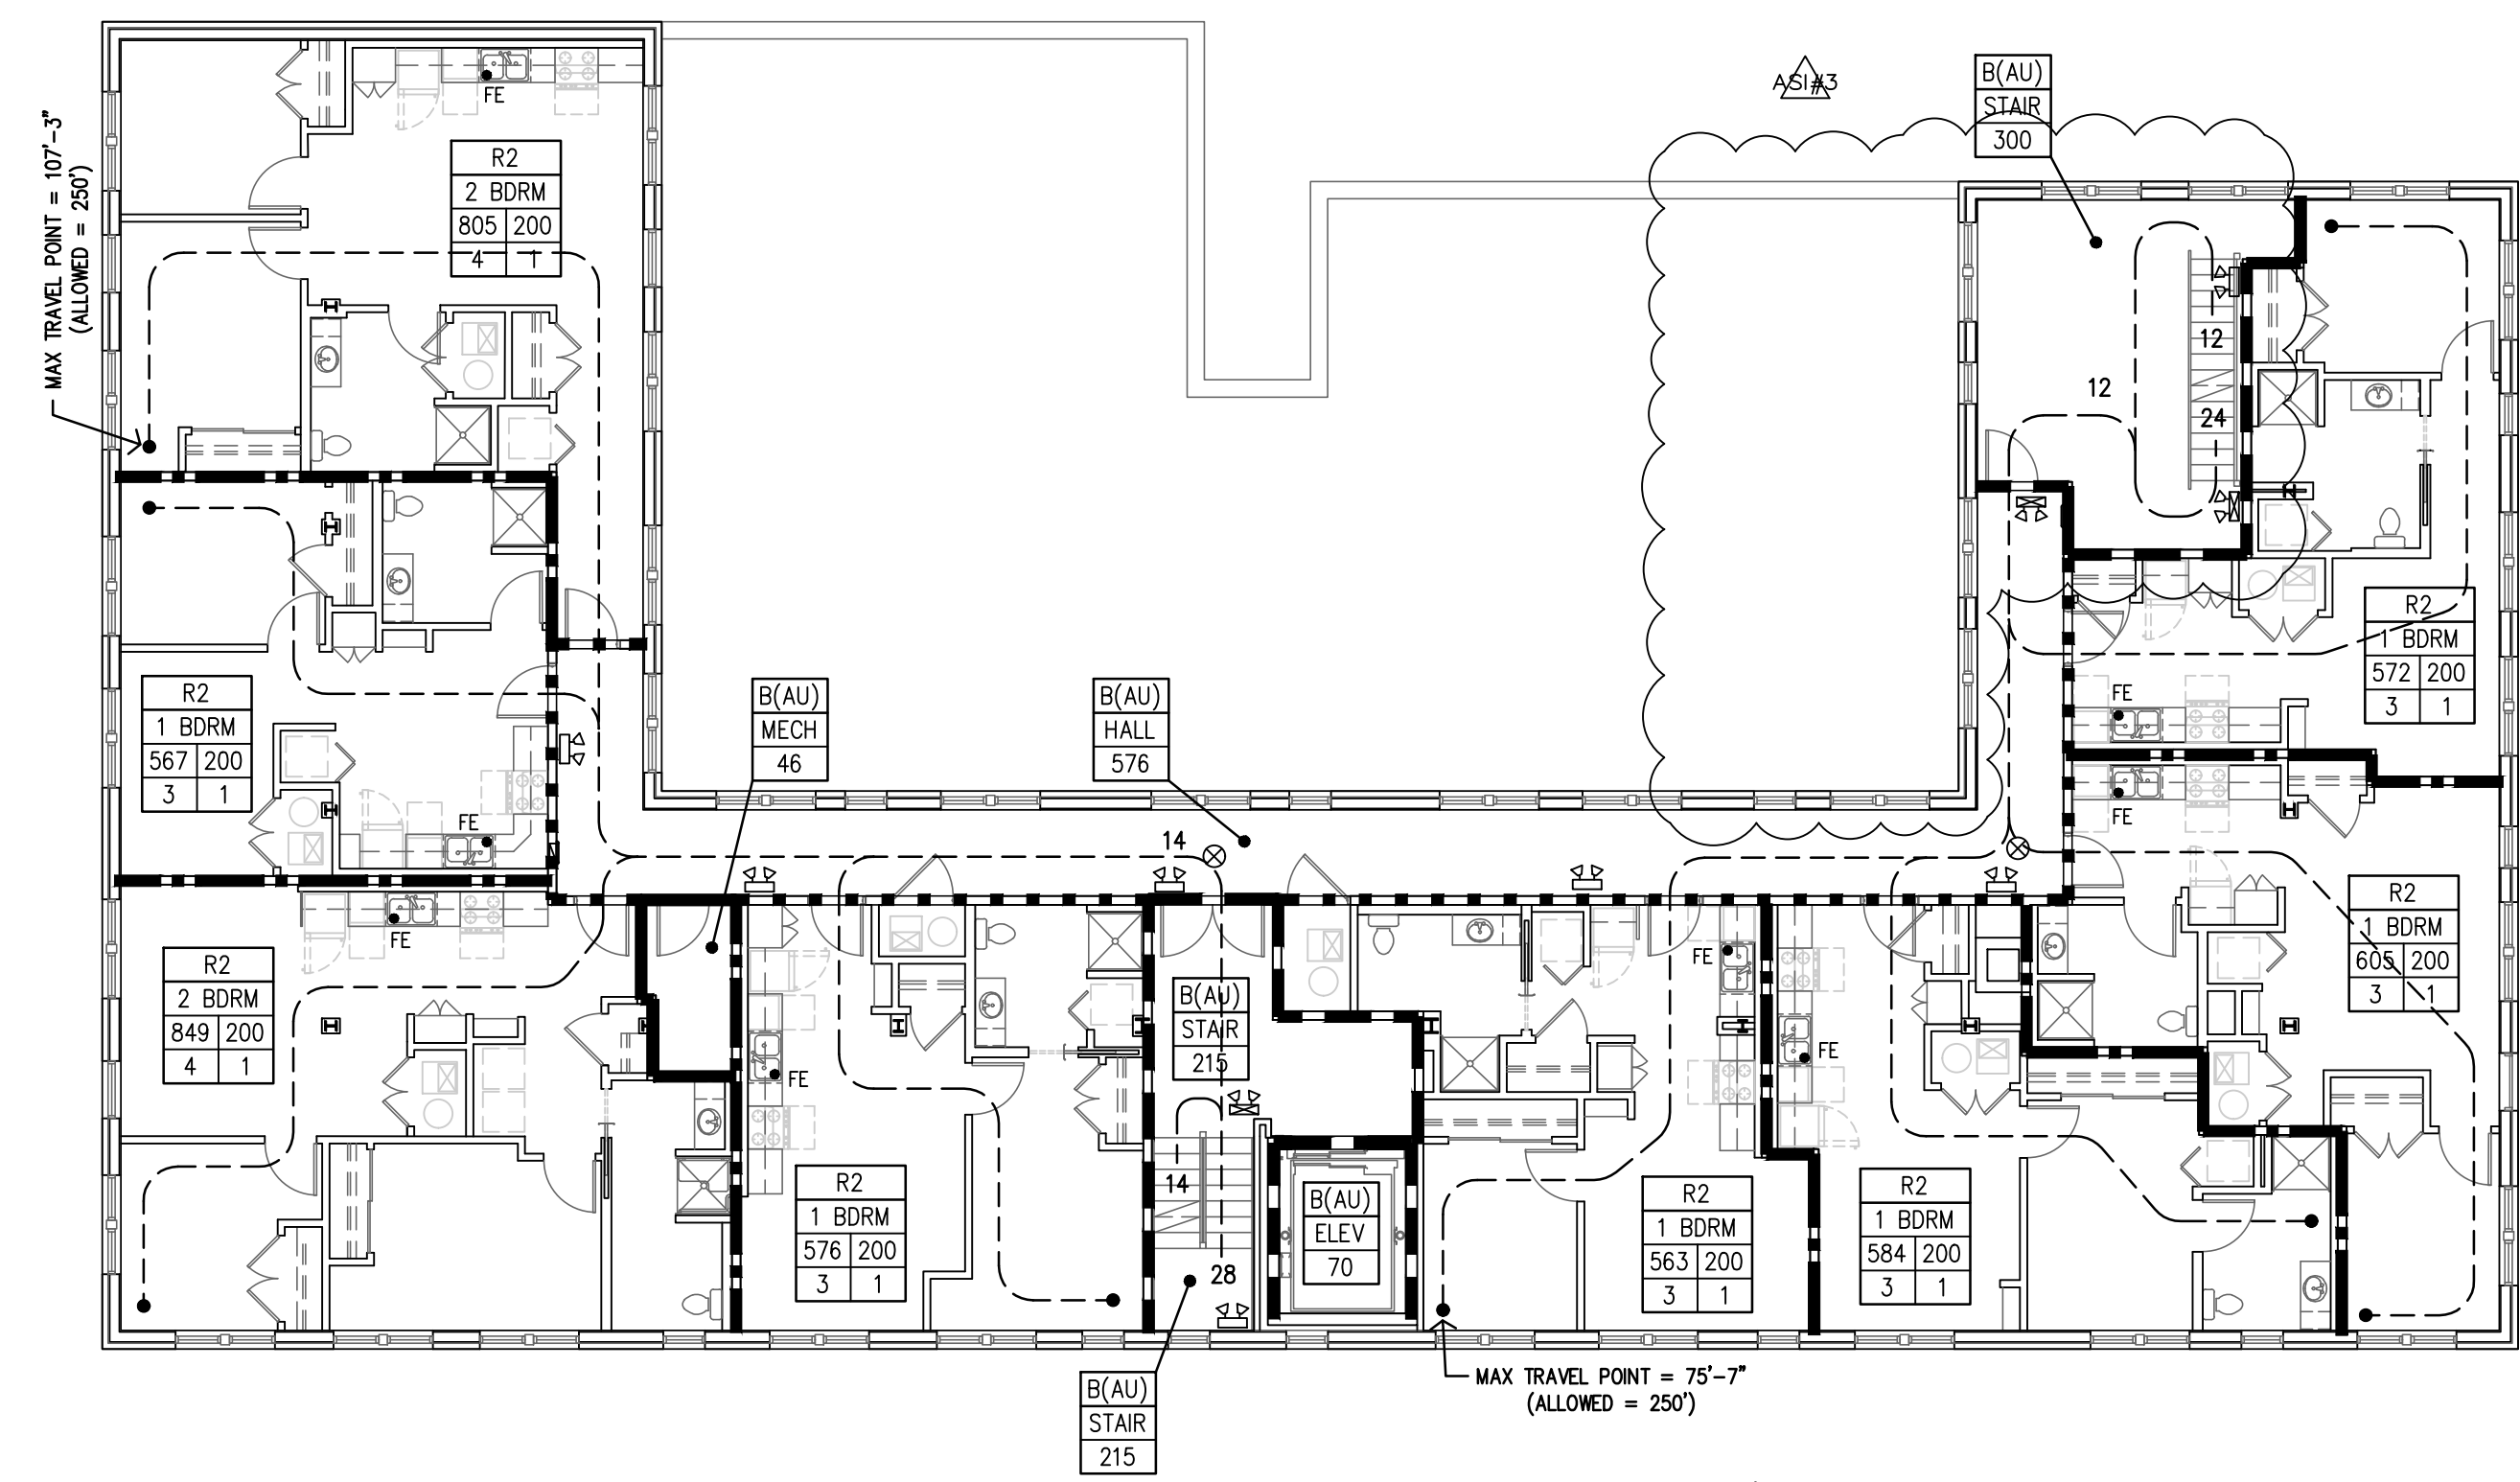 ASI#3
B(AU)
STAIR
300
MAX TRAVEL POINT = 107'-3"
(ALLOWED = 250')
FE
R2
2 BDRM
805 200
4 1
12
12
24
R2
1 BDRM
572 200
3 1
FE
R2
1 BDRM
567 200
3 1
FE
B(AU)
MECH
46
B(AU)
HALL
576
14
FE
R2
1 BDRM
605 200
3 1
FE
R2
2 BDRM
849 200
4 1
FE
R2
1 BDRM
576 200
3 1
B(AU)
STAIR
215
14
28
B(AU)
ELEV
70
FE
R2
1 BDRM
563 200
3 1
FE
R2
1 BDRM
584 200
3 1
B(AU)
STAIR
215
MAX TRAVEL POINT = 75'-7"
(ALLOWED = 250')